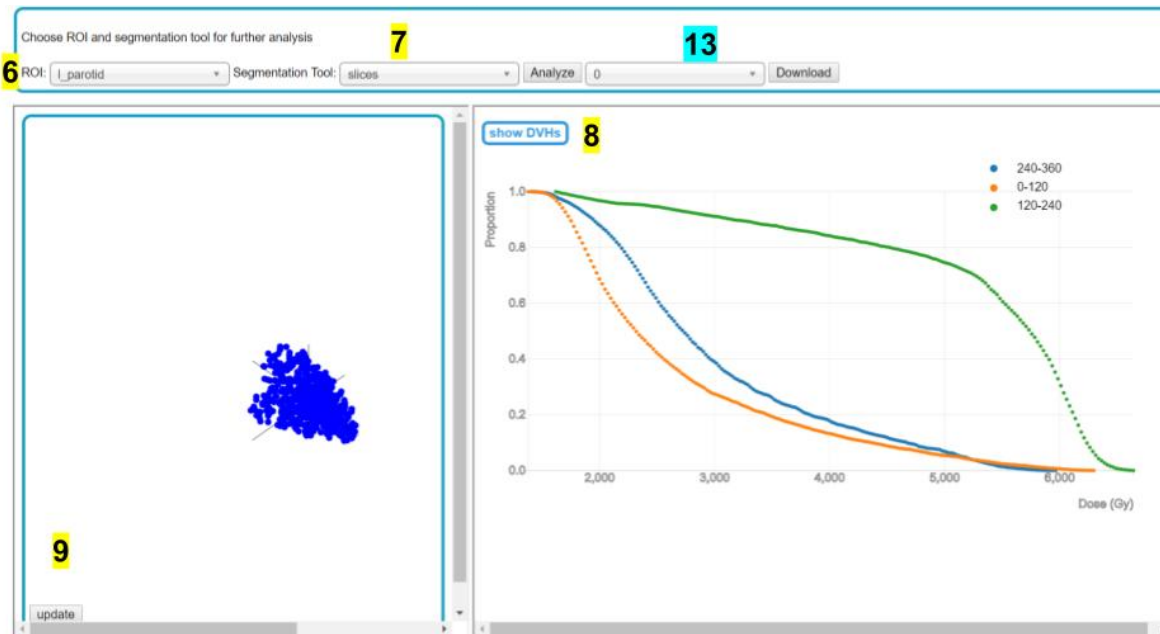 Choose ROI and segmentation tool for further analysis
7
13
6 ROI: l_parotid Segmentation Tool: slices Analyze 0 Download
show DVHs 8
240-360
0-120
120-240
Proportion
1.0
0.8
0.6
0.4
0.2
0.0
2,000 3,000 4,000 5,000 6,000
Dose (Gy)
9
update